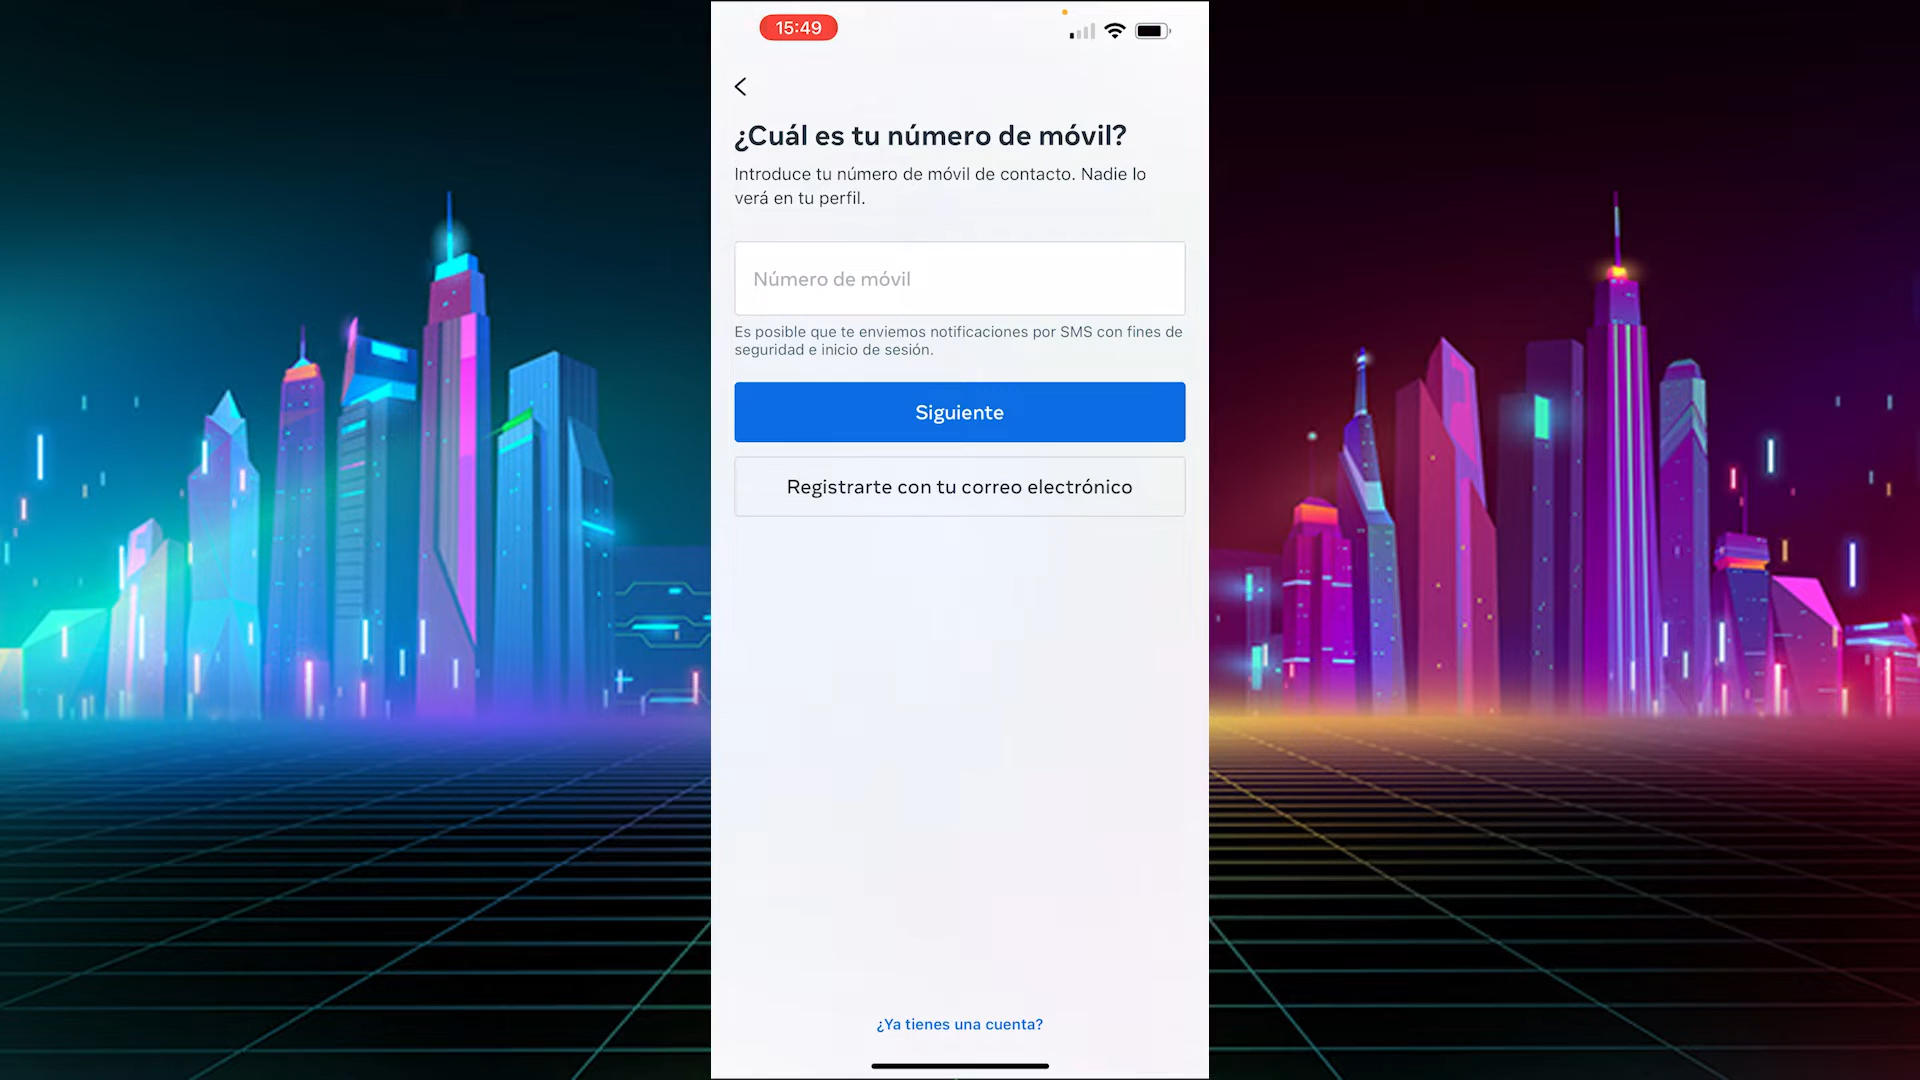 15:49
¿Cuál es tu número de móvil?
Introduce tu número de móvil de contacto. Nadie lo
verá en tu perfil.
Número de móvil
Es posible que te enviemos notificaciones por SMS con fines de
seguridad e inicio de sesión.
Siguiente
Registrarte con tu correo electrónico
¿Ya tienes una cuenta?